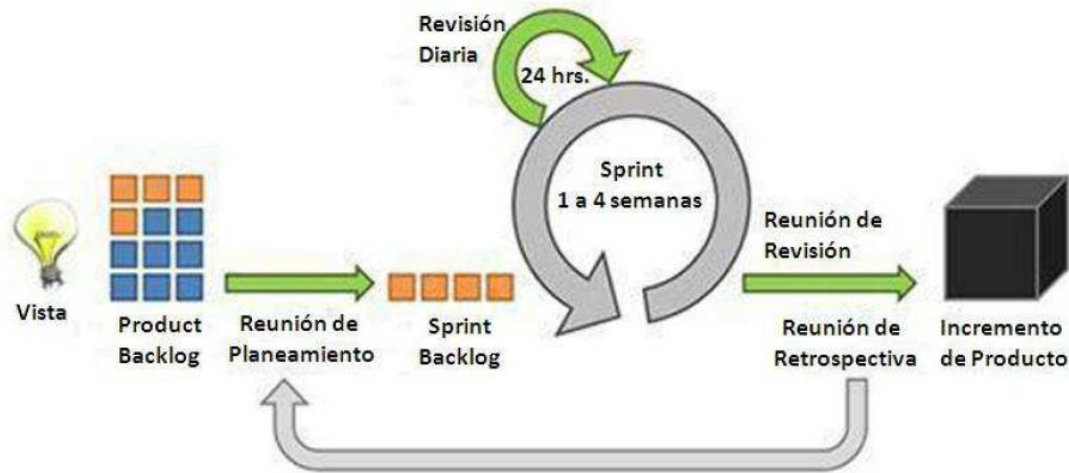 Revisión
Diaria
24 hrs.
Sprint
1 a 4 semanas
Vista
Product
Backlog
Reunión de
Planeamiento
Sprint
Backlog
Reunión de
Revisión
Reunión de
Retrospectiva
Incremento
de Producto